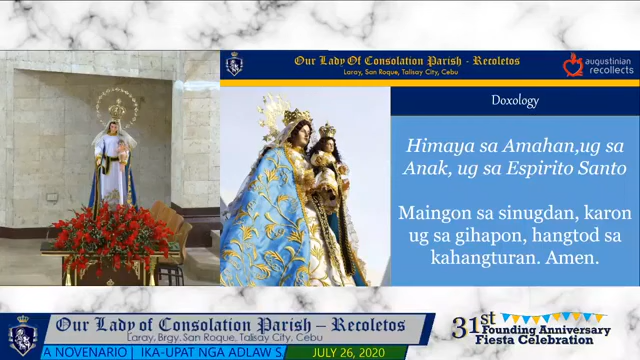 Our Lady Of Consolation Parish - Recoletos
Laray, San Roque, Talisay City, Cebu
augustinian
recollects
Doxology
Himaya sa Amahan,ug sa
Anak, ug sa Espirito Santo
Maingon sa sinugdan, karon
ug sa gihapon, hangtod sa
kahangturan. Amen.
Our Lady of Consolation Parish – Recoletos
Laray, Brgy. San Roque, Talisay City, Cebu
31st
Founding Anniversary
Fiesta Celebration
A NOVENARIO | IKA-UPAT NGA ADLAW S
JULY 26, 2020